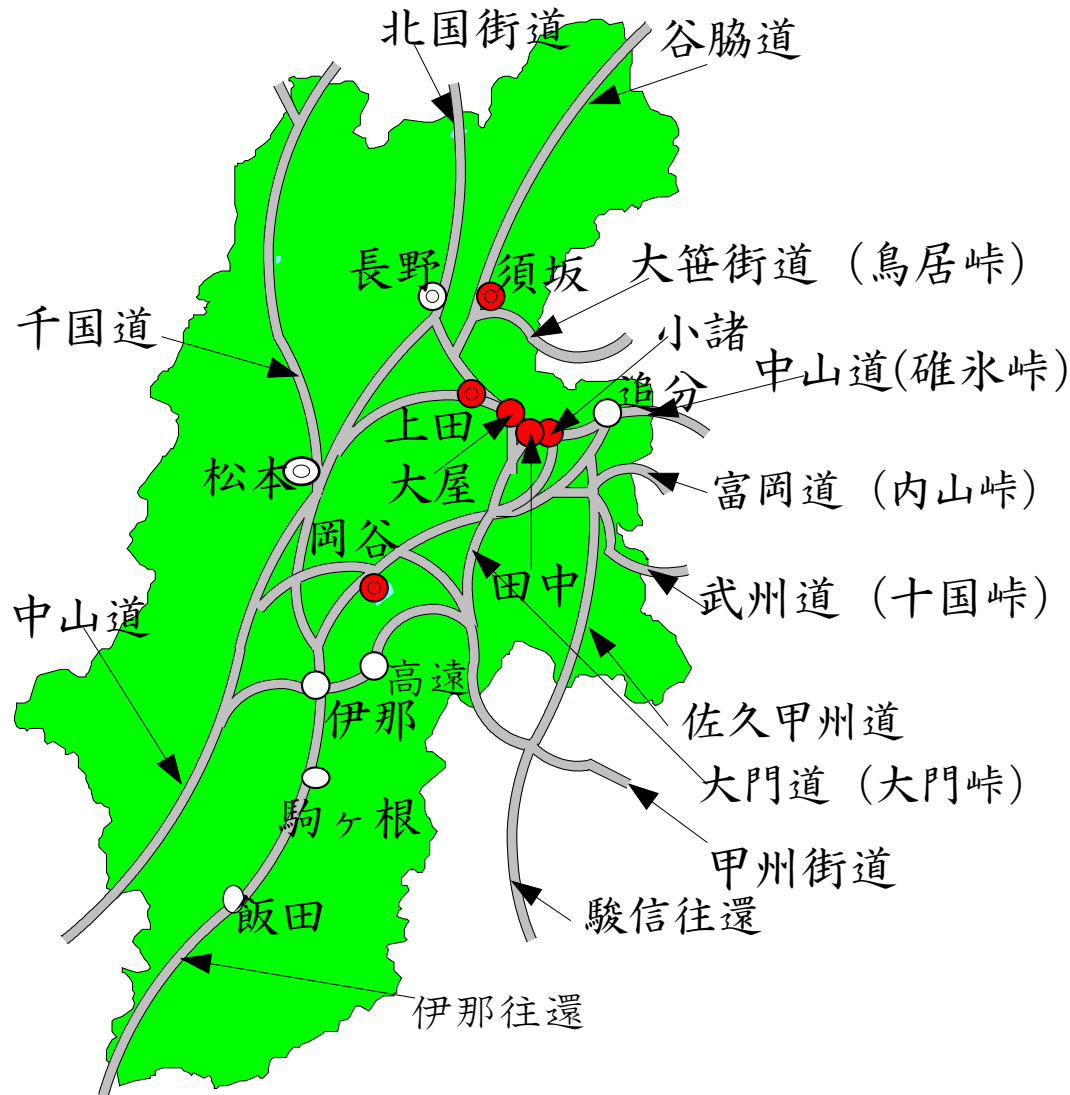 北国街道
谷脇道
長野
須坂
大笹街道（鳥居峠）
千国道
小諸
追分
中山道(碓氷峠)
上田
松本
大屋
富岡道（内山峠）
岡谷
田中
武州道（十国峠）
中山道
高遠
伊那
佐久甲州道
大門道（大門峠）
駒ヶ根
甲州街道
飯田
駿信往還
伊那往還